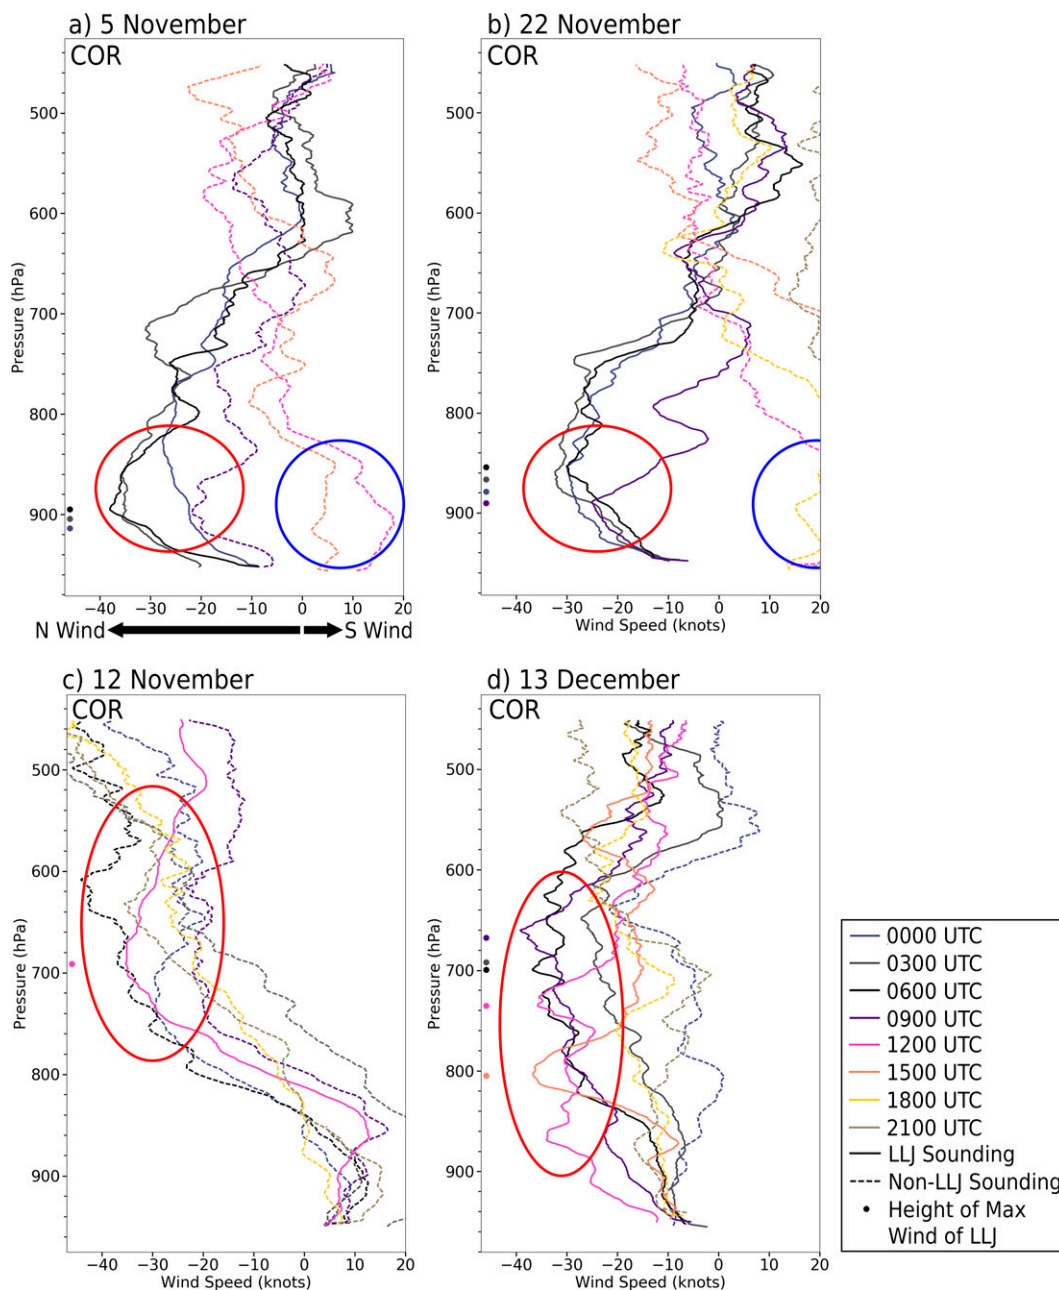 a) 5 November
COR
500
600
700
800
900
Pressure (hPa)
−40 −30 −20 −10 0 10 20
N Wind S Wind
b) 22 November
COR
500
600
700
800
900
Pressure (hPa)
−40 −30 −20 −10 0 10 20
Wind Speed (knots)
c) 12 November
COR
500
600
700
800
900
Pressure (hPa)
−40 −30 −20 −10 0 10 20
Wind Speed (knots)
d) 13 December
COR
500
600
700
800
900
Pressure (hPa)
−40 −30 −20 −10 0 10 20
Wind Speed (knots)
0000 UTC
0300 UTC
0600 UTC
0900 UTC
1200 UTC
1500 UTC
1800 UTC
2100 UTC
LLJ Sounding
Non-LLJ Sounding
Height of Max
Wind of LLJ